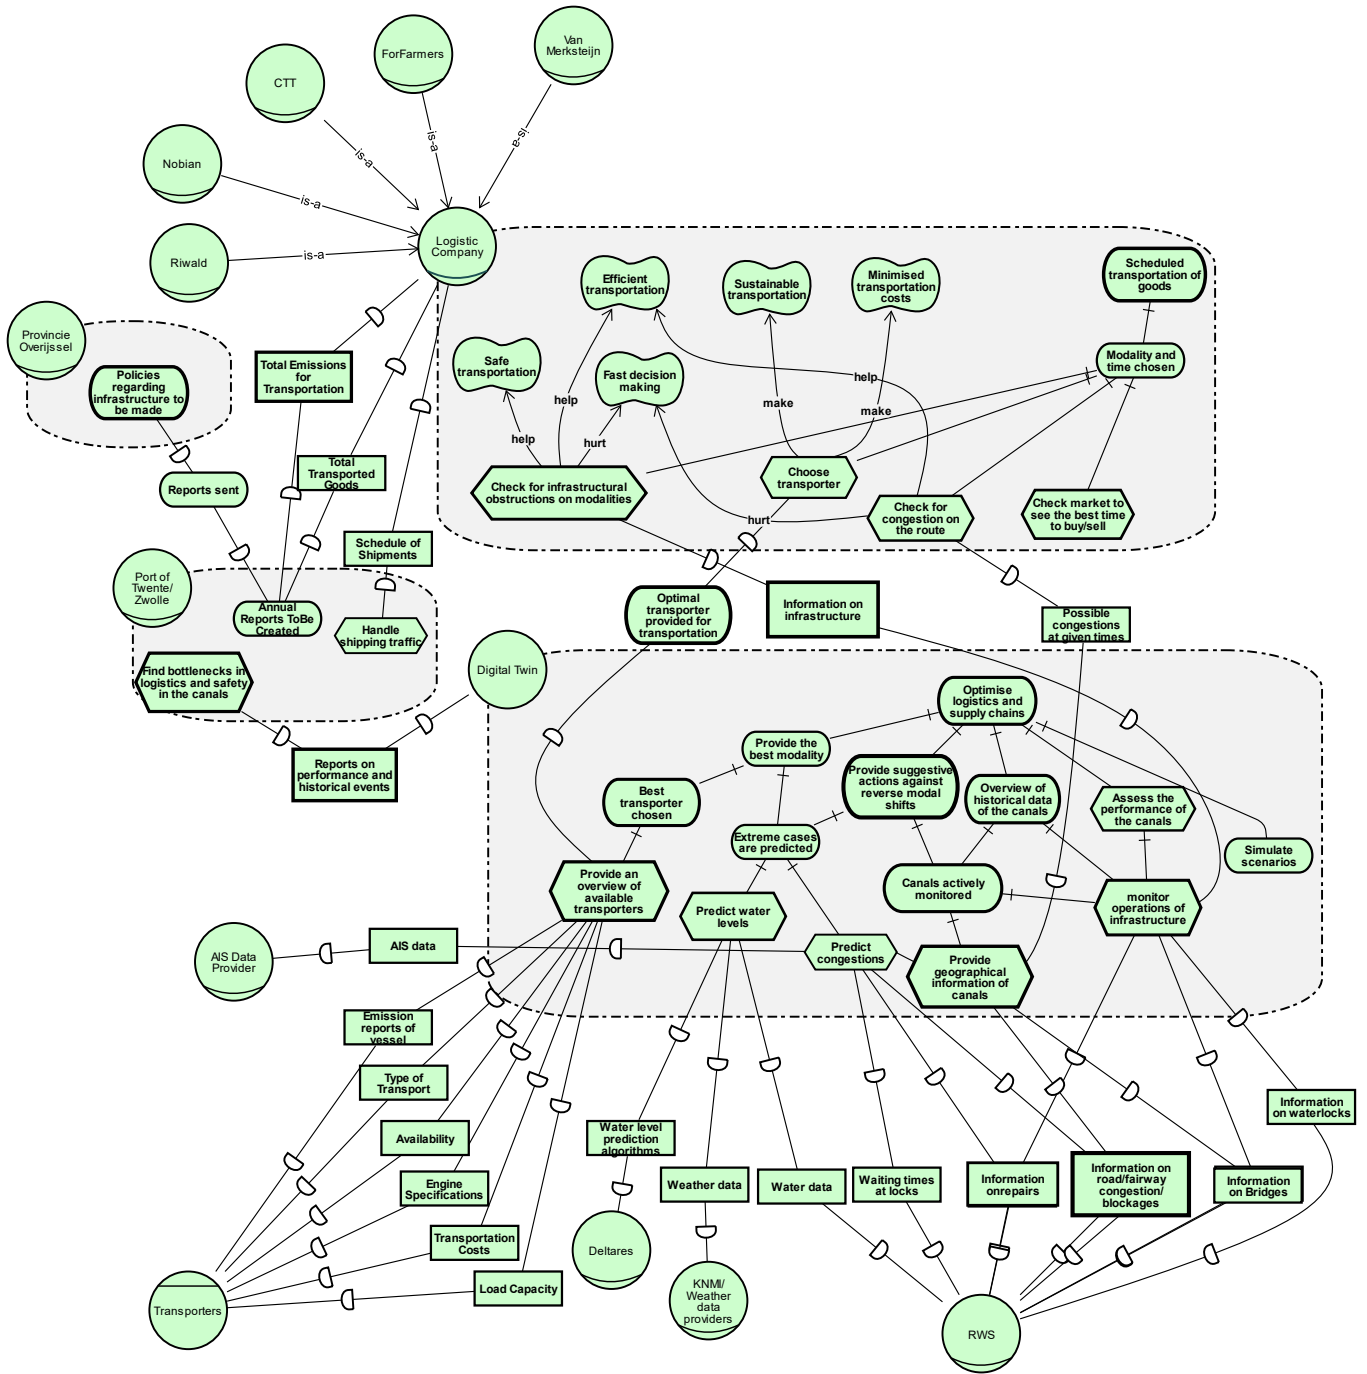 Van
Merksteijn
ForFarmers
CTT
Nobian
Riwald
Logistic
Company
is-a
is-a
is-a
is-a
is-a
Provincie
Overijssel
Policies
regarding
infrastructure to
be made
Reports sent
Total Emissions
for
Transportation
Total
Transported
Goods
Schedule of
Shipments
Port of
Twente/
Zwolle
Annual
Reports ToBe
Created
Handle
shipping traffic
Find bottlenecks in
logistics and safety
in the canals
Reports on
performance and
historical events
Efficient
transportation
Sustainable
transportation
Minimised
transportation
costs
Scheduled
transportation of
goods
Safe
transportation
Fast decision
making
Modality and
time chosen
help
help
hurt
make
make
help
hurt
Check for infrastructural
obstructions on modalities
Choose
transporter
Check for
congestion on
the route
Check market to
see the best time
to buy/sell
Optimal
transporter
provided for
transportation
Information on
infrastructure
Possible
congestions
at given times
Digital Twin
Optimise
logistics and
supply chains
Provide the
best modality
Best
transporter
chosen
Provide suggestive
actions against
reverse modal
shifts
Overview of
historical data
of the canals
Assess the
performance of
the canals
Extreme cases
are predicted
Simulate
scenarios
Provide an
overview of
available
transporters
Predict water
levels
Canals actively
monitored
monitor
operations of
infrastructure
Predict
congestions
Provide
geographical
information of
canals
AIS Data
Provider
AIS data
Emission
reports of
vessel
Type of
Transport
Availability
Engine
Specifications
Transportation
Costs
Load Capacity
Transporters
Water level
prediction
algorithms
Weather data
Water data
Waiting times
at locks
Information
onrepairs
Information on
road/fairway
congestion/
blockages
Information
on Bridges
Information
on waterlocks
Deltares
KNMI/
Weather
data
providers
RWS